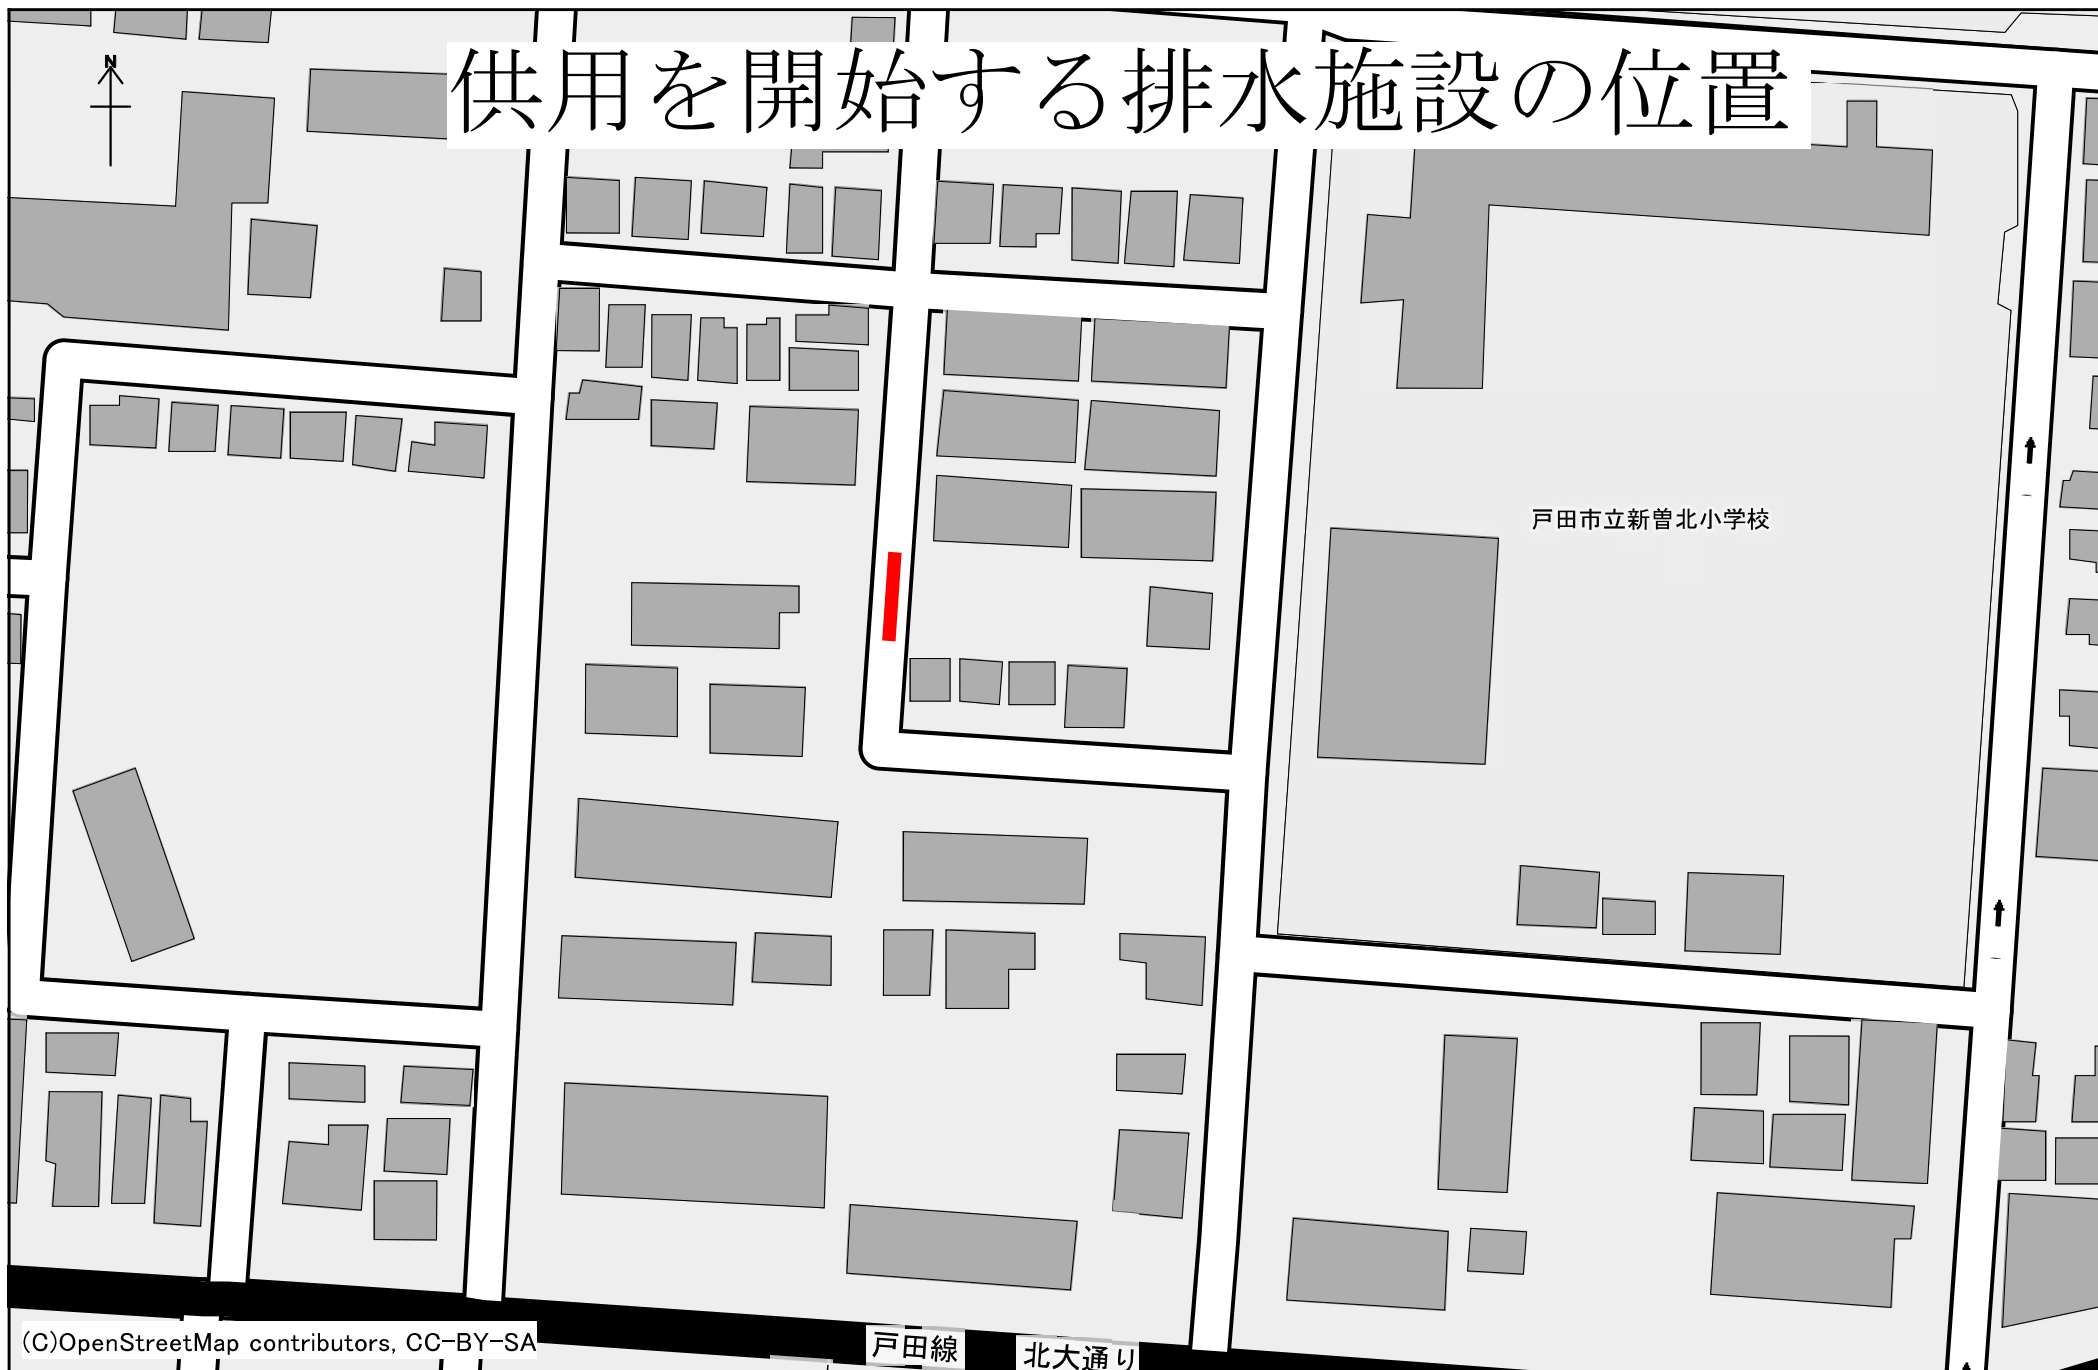 供用を開始する排水施設の位置
N
戸田市立新曽北小学校
(C)OpenStreetMap contributors, CC-BY-SA
戸田線
北大通り